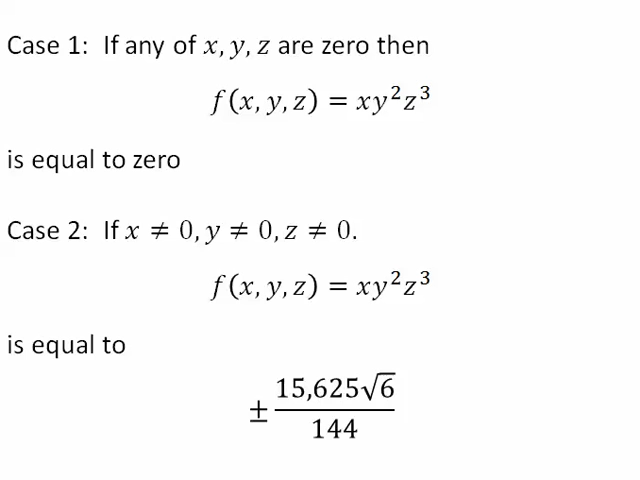 Case 1: If any of x, y, z are zero then
f(x, y, z) = xy²z³
is equal to zero
Case 2: If x ≠ 0, y ≠ 0, z ≠ 0.
f(x, y, z) = xy²z³
is equal to
± 15,625√6 / 144